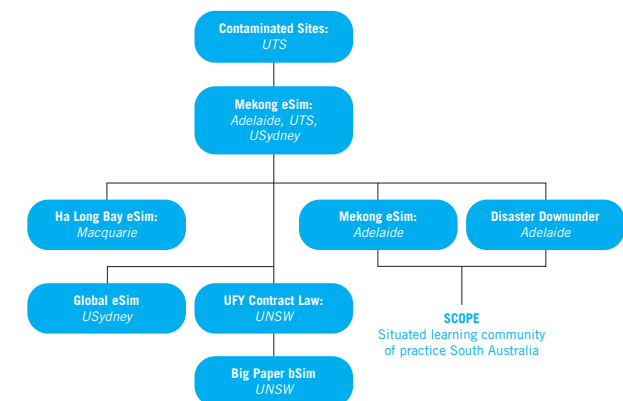 Contaminated Sites:
UTS
Mekong eSim:
Adelaide, UTS,
USydney
Ha Long Bay eSim:
Macquarie
Mekong eSim:
Adelaide
Disaster Downunder
Adelaide
Global eSim
USydney
UFY Contract Law:
UNSW
SCOPE
Situated learning community
of practice South Australia
Big Paper bSim
UNSW